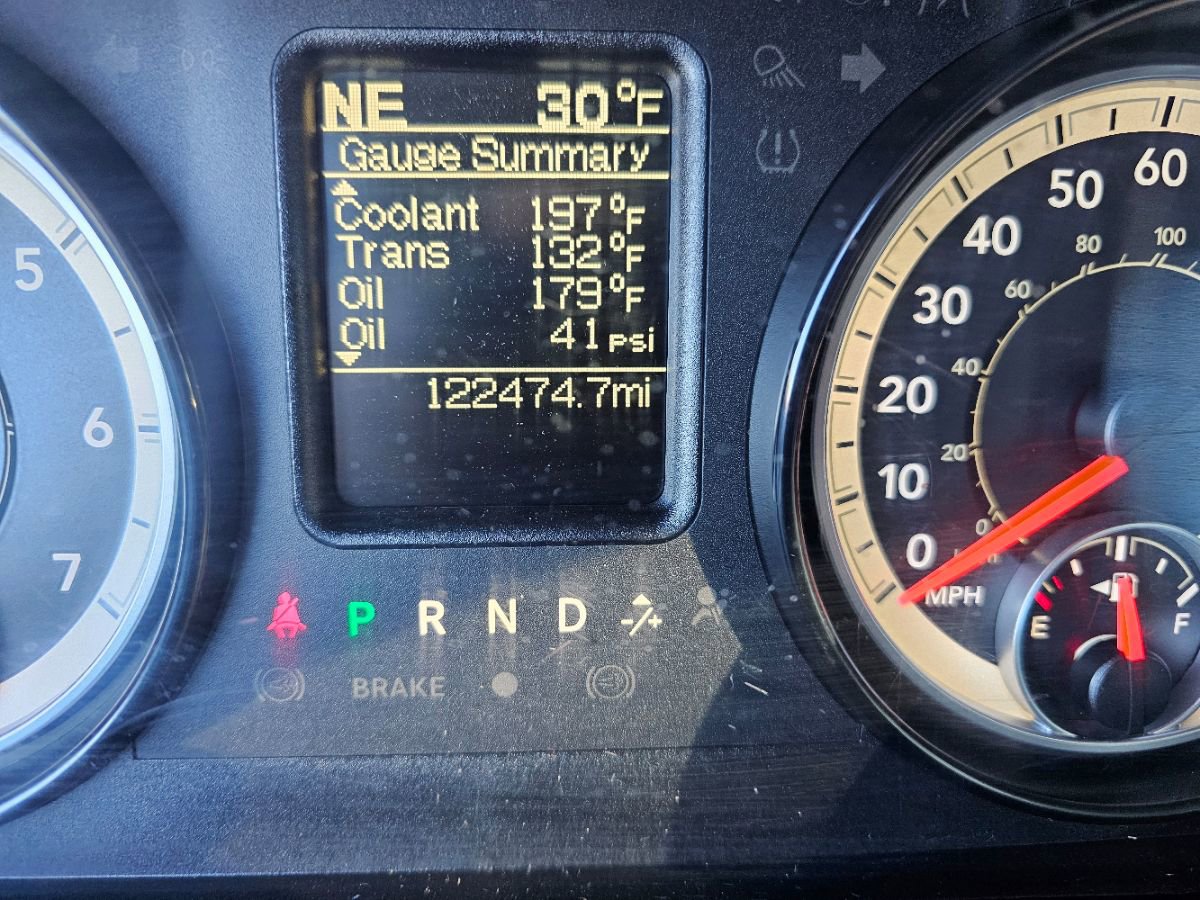 NE 30°F
Gauge Summary
Coolant 197°F
Trans 132°F
Oil 179°F
Oil 41 psi
122474.7mi
P R N D -/+
BRAKE
5
6
7
60
50
40
30
20
10
0
MPH
100
80
60
40
20
0
E F